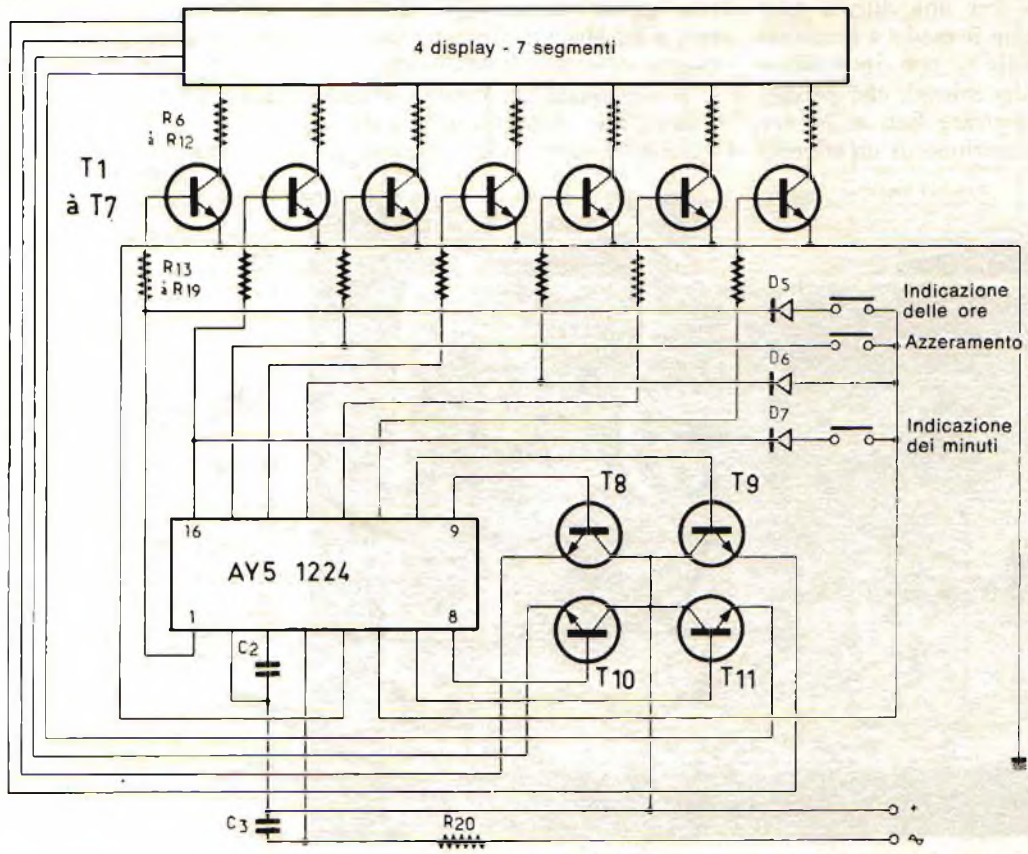 4 display - 7 segmenti
R6
à R12
T1
à T7
R13
à R19
D5
Indicazione
delle ore
Azzeramento
D6
D7
Indicazione
dei minuti
T8
T9
16
9
AY5 1224
1
8
C2
T10
T11
C3
R20
+
∿